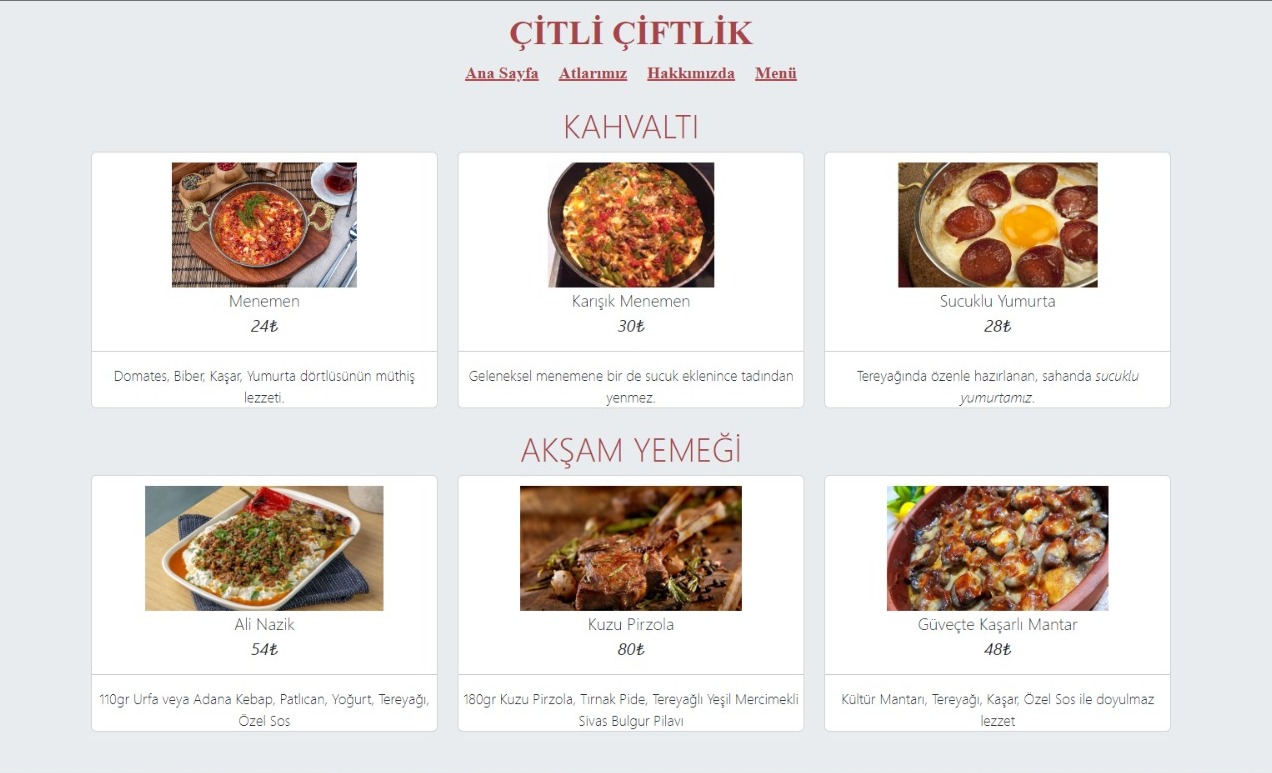 ÇİTLİ ÇİFTLİK
Ana Sayfa Atlarımız Hakkımızda Menü
KAHVALTI
Menemen
24₺
Domates, Biber, Kaşar, Yumurta dörtlüsünün müthiş
lezzeti.
Karışık Menemen
30₺
Geleneksel menemene bir de sucuk eklenince tadından
yenmez.
Sucuklu Yumurta
28₺
Tereyağında özenle hazırlanan, sahanda sucuklu
yumurtamız.
AKŞAM YEMEĞİ
Ali Nazik
54₺
110gr Urfa veya Adana Kebap, Patlıcan, Yoğurt, Tereyağı,
Özel Sos
Kuzu Pirzola
80₺
180gr Kuzu Pirzola, Tırnak Pide, Tereyağlı Yeşil Mercimekli
Sivas Bulgur Pilavı
Güveçte Kaşarlı Mantar
48₺
Kültür Mantarı, Tereyağı, Kaşar, Özel Sos ile doyulmaz
lezzet